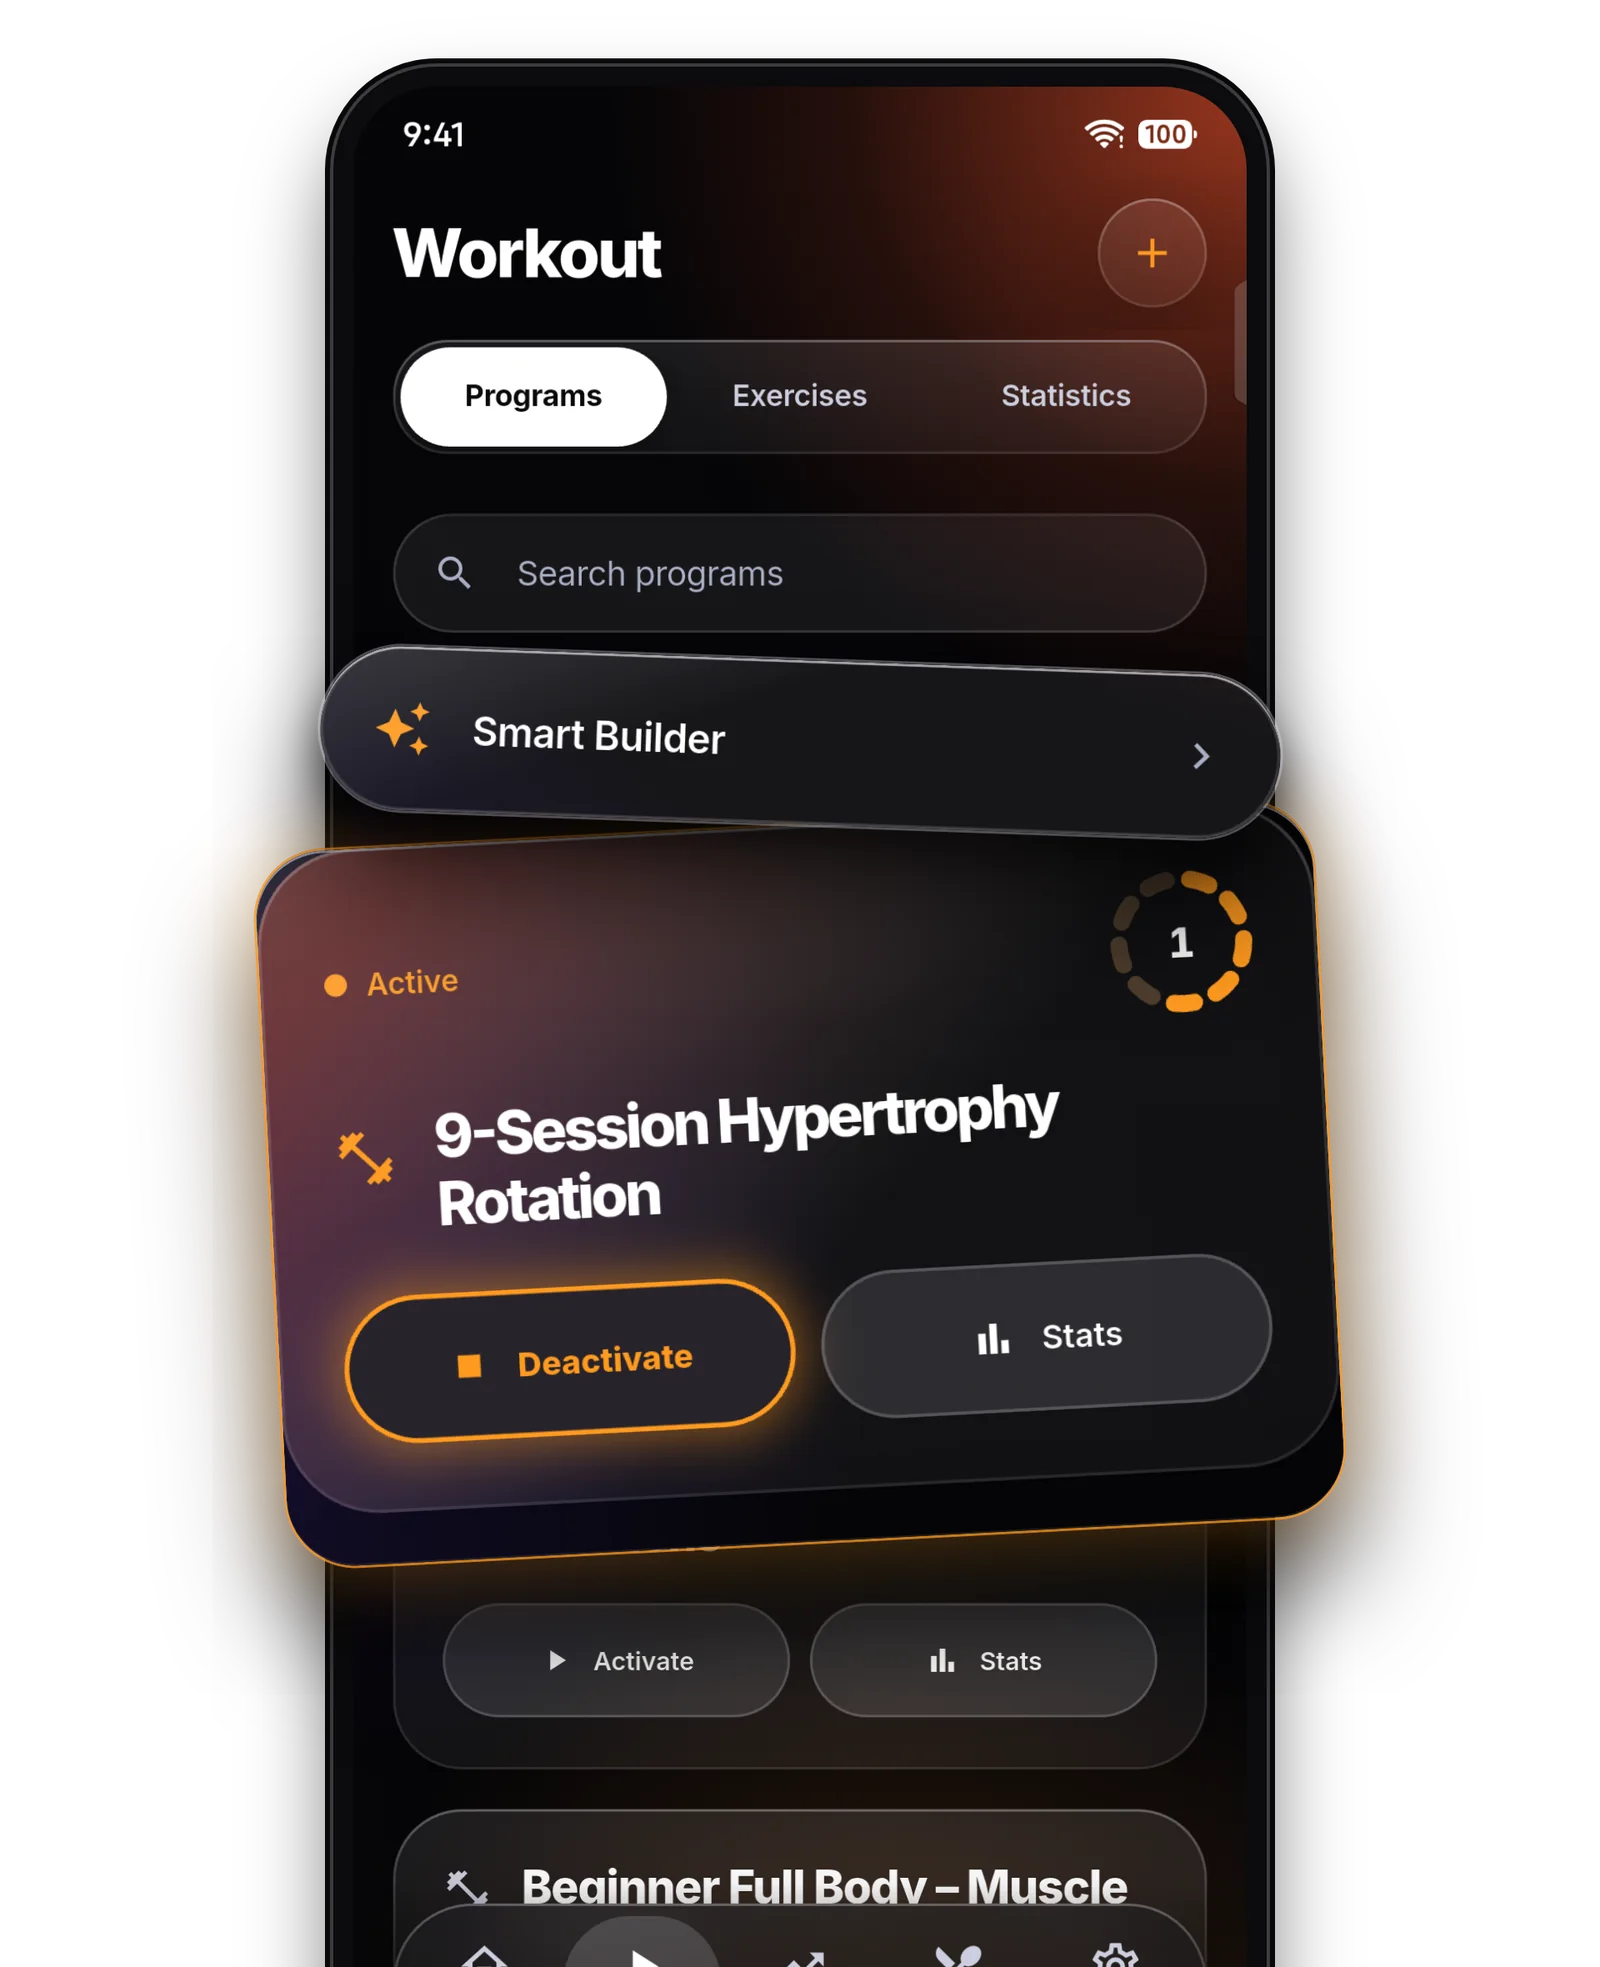 9:41
100
Workout
Programs
Exercises
Statistics
Search programs
Smart Builder
Active
1
9-Session Hypertrophy
Rotation
Deactivate
Stats
Activate
Stats
Beginner Full Body – Muscle